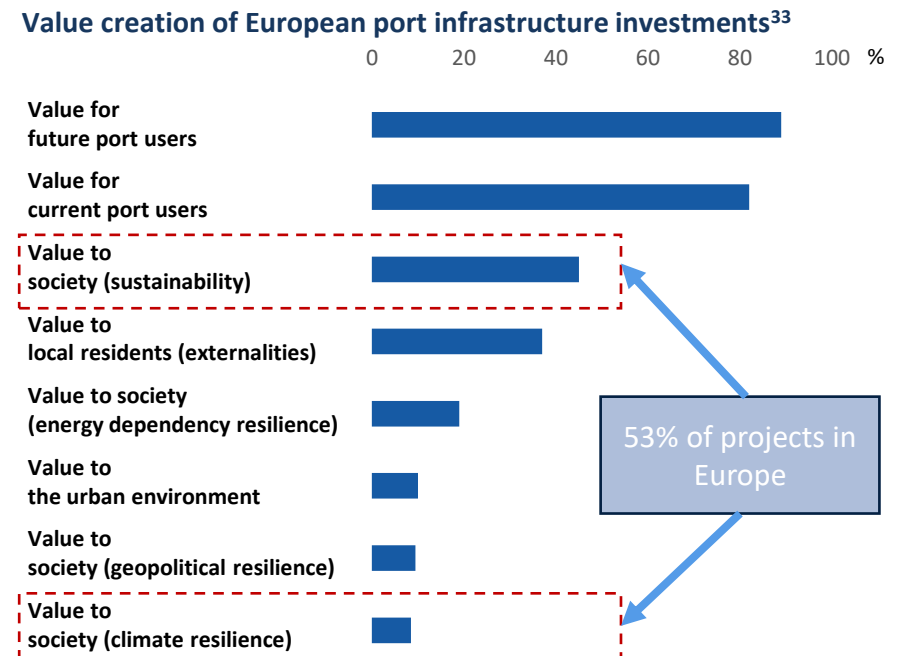 Value creation of European port infrastructure investments³³
0 20 40 60 80 100 %
Value for
future port users
Value for
current port users
Value to
society (sustainability)
Value to
local residents (externalities)
Value to society
(energy dependency resilience)
53% of projects in
Europe
Value to
the urban environment
Value to
society (geopolitical resilience)
Value to
society (climate resilience)